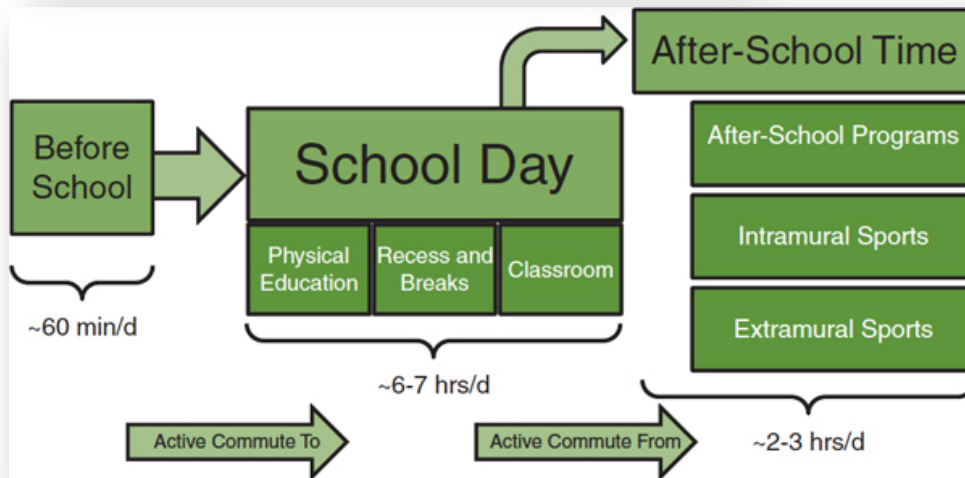 Before
School
~60 min/d
School Day
Physical
Education
Recess and
Breaks
Classroom
~6-7 hrs/d
After-School Time
After-School Programs
Intramural Sports
Extramural Sports
~2-3 hrs/d
Active Commute To
Active Commute From